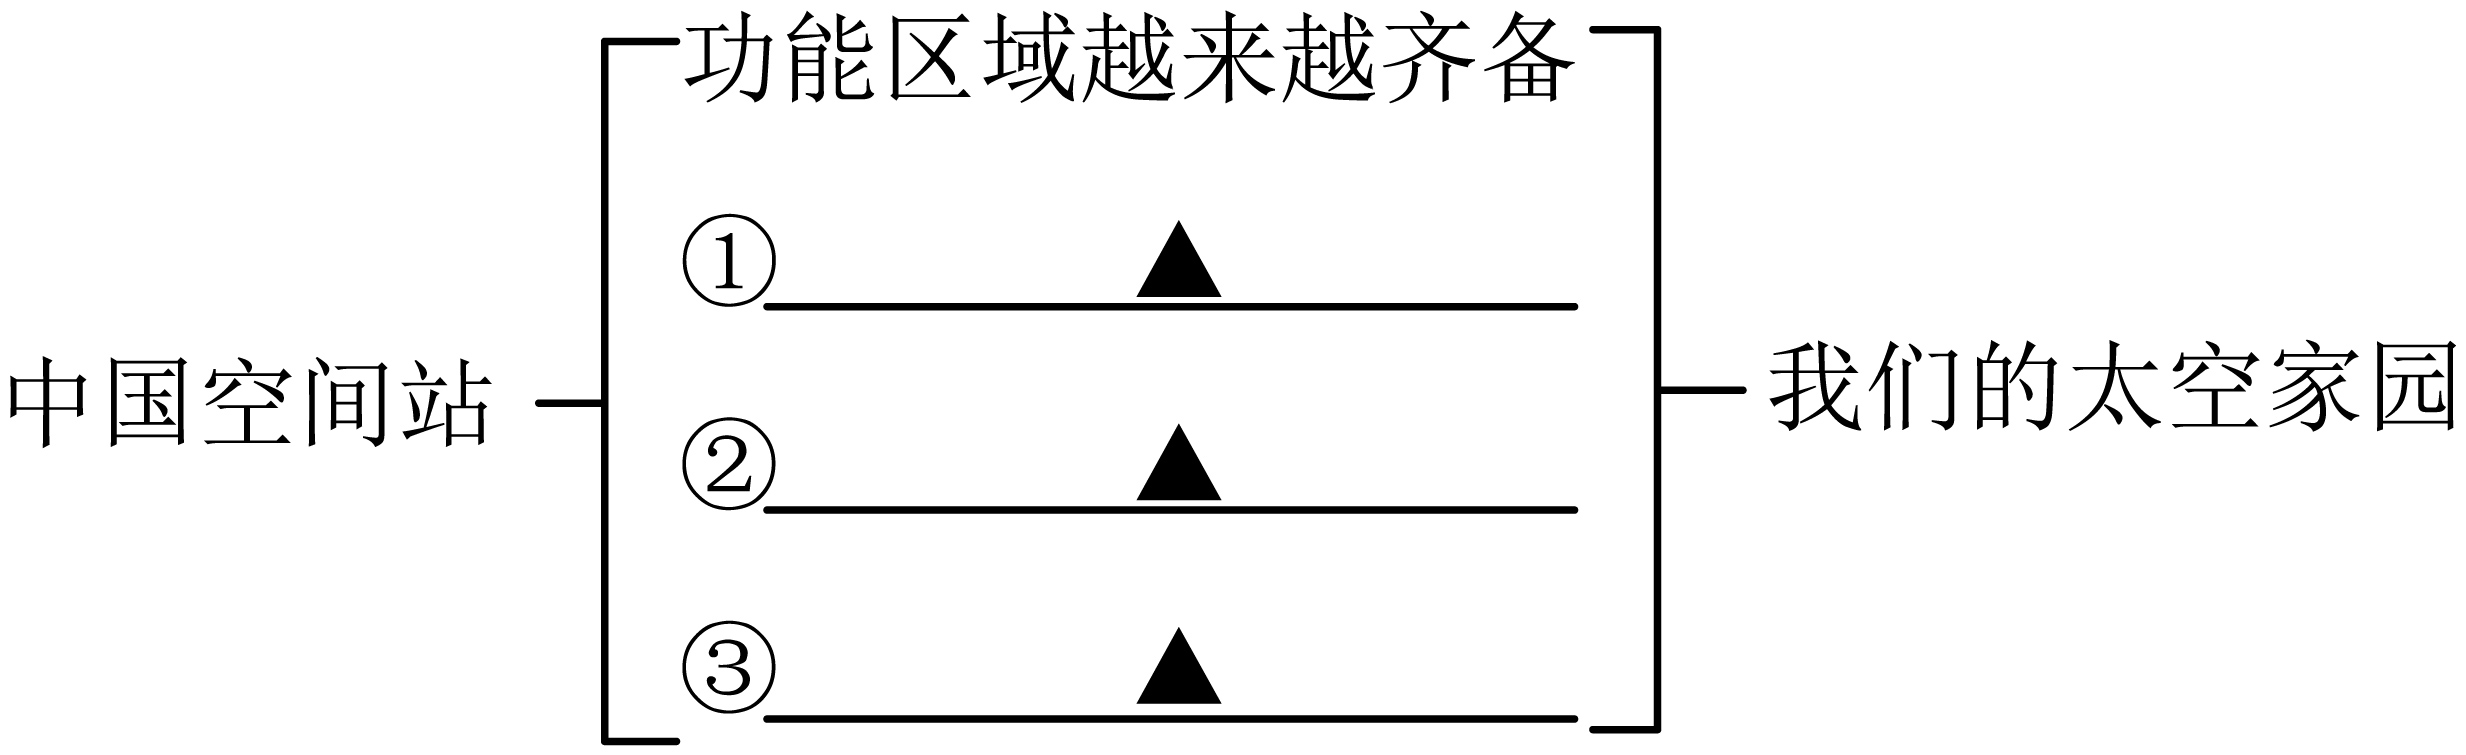 功能区域越来越齐备
① ▲
中国空间站
我们的太空家园
② ▲
③ ▲